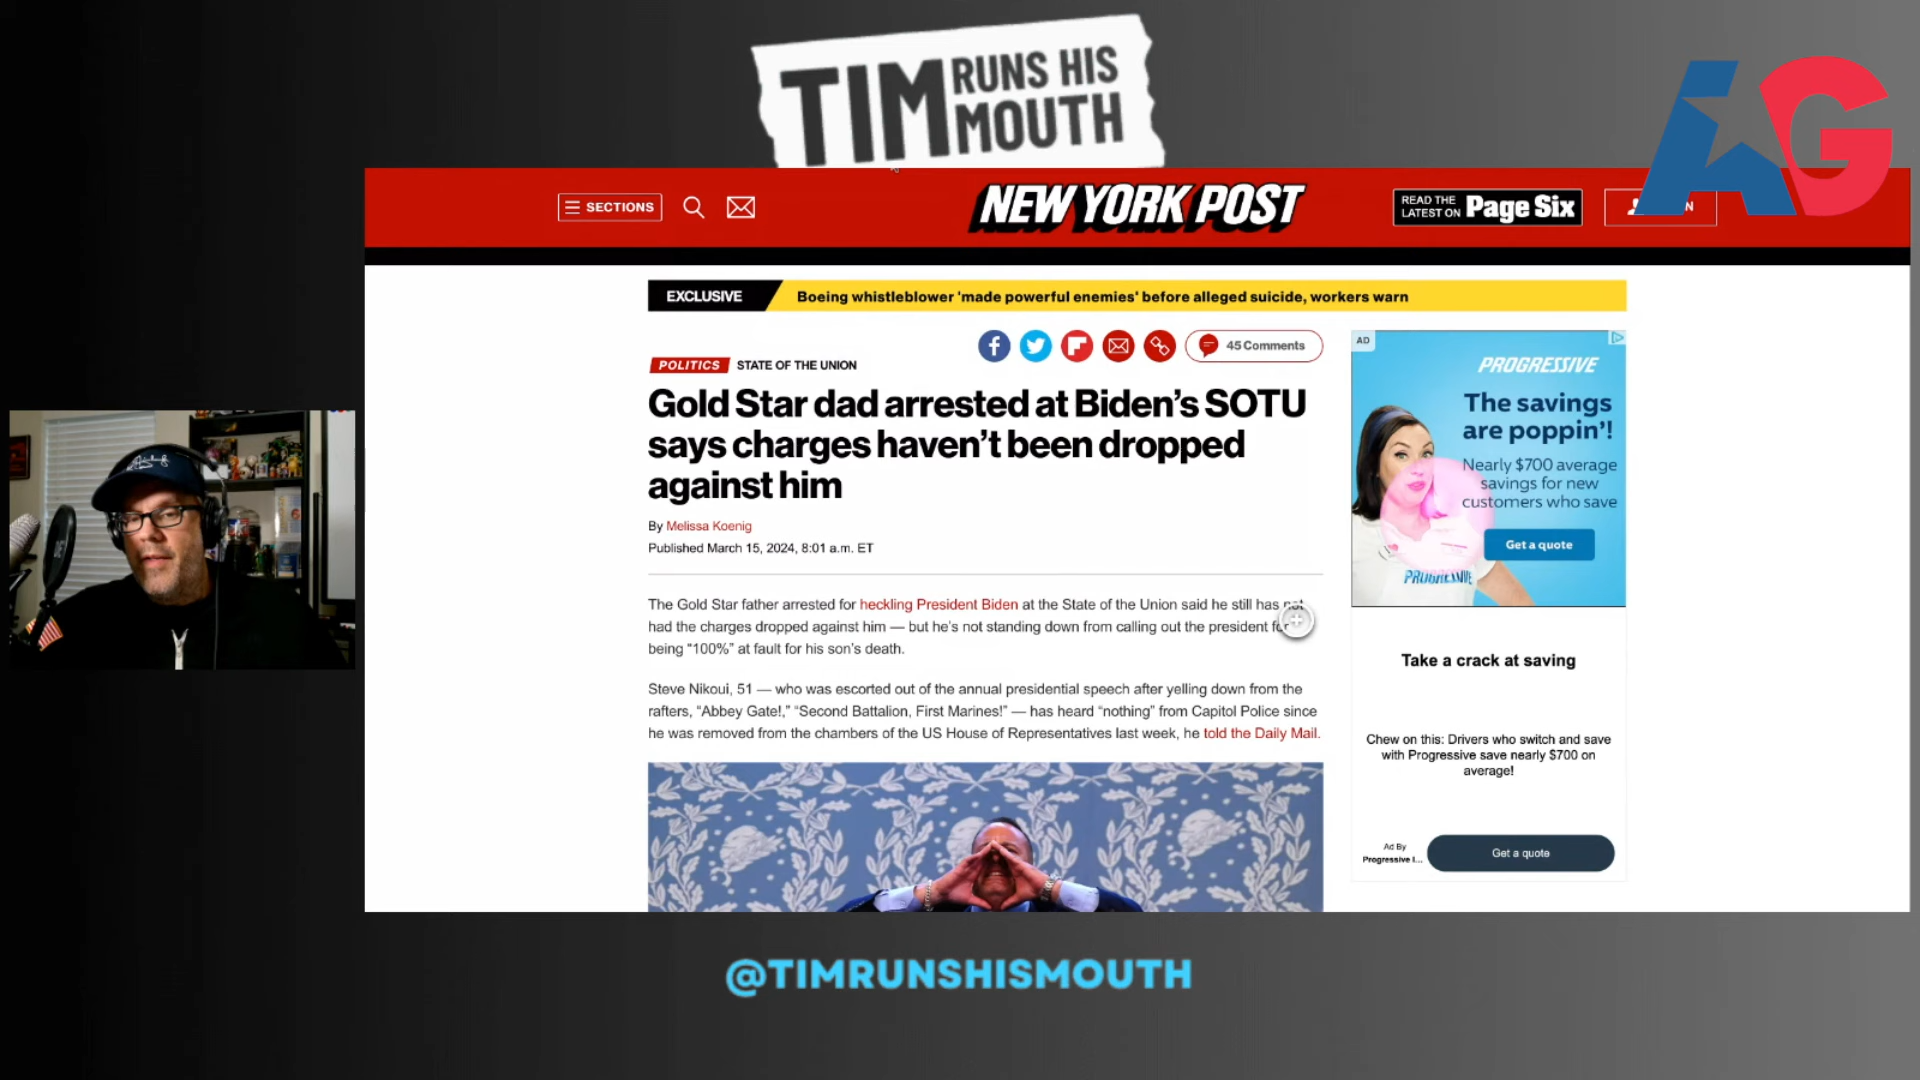 TIM RUNS HIS MOUTH
AG
SECTIONS
NEW YORK POST
READ THE LATEST ON Page Six
EXCLUSIVE
Boeing whistleblower 'made powerful enemies' before alleged suicide, workers warn
45 Comments
POLITICS STATE OF THE UNION
Gold Star dad arrested at Biden's SOTU
says charges haven't been dropped
against him
By Melissa Koenig
Published March 15, 2024, 8:01 a.m. ET
The Gold Star father arrested for heckling President Biden at the State of the Union said he still has not
had the charges dropped against him — but he's not standing down from calling out the president for
being “100%” at fault for his son's death.
Steve Nikoui, 51 — who was escorted out of the annual presidential speech after yelling down from the
rafters, “Abbey Gate!,” “Second Battalion, First Marines!” — has heard “nothing” from Capitol Police since
he was removed from the chambers of the US House of Representatives last week, he told the Daily Mail.
AD
PROGRESSIVE
The savings
are poppin'!
Nearly $700 average
savings for new
customers who save
Get a quote
PROGRESSIVE
Take a crack at saving
Chew on this: Drivers who switch and save
with Progressive save nearly $700 on
average!
Ad By
Progressive I...
Get a quote
@TIMRUNSHISMOUTH